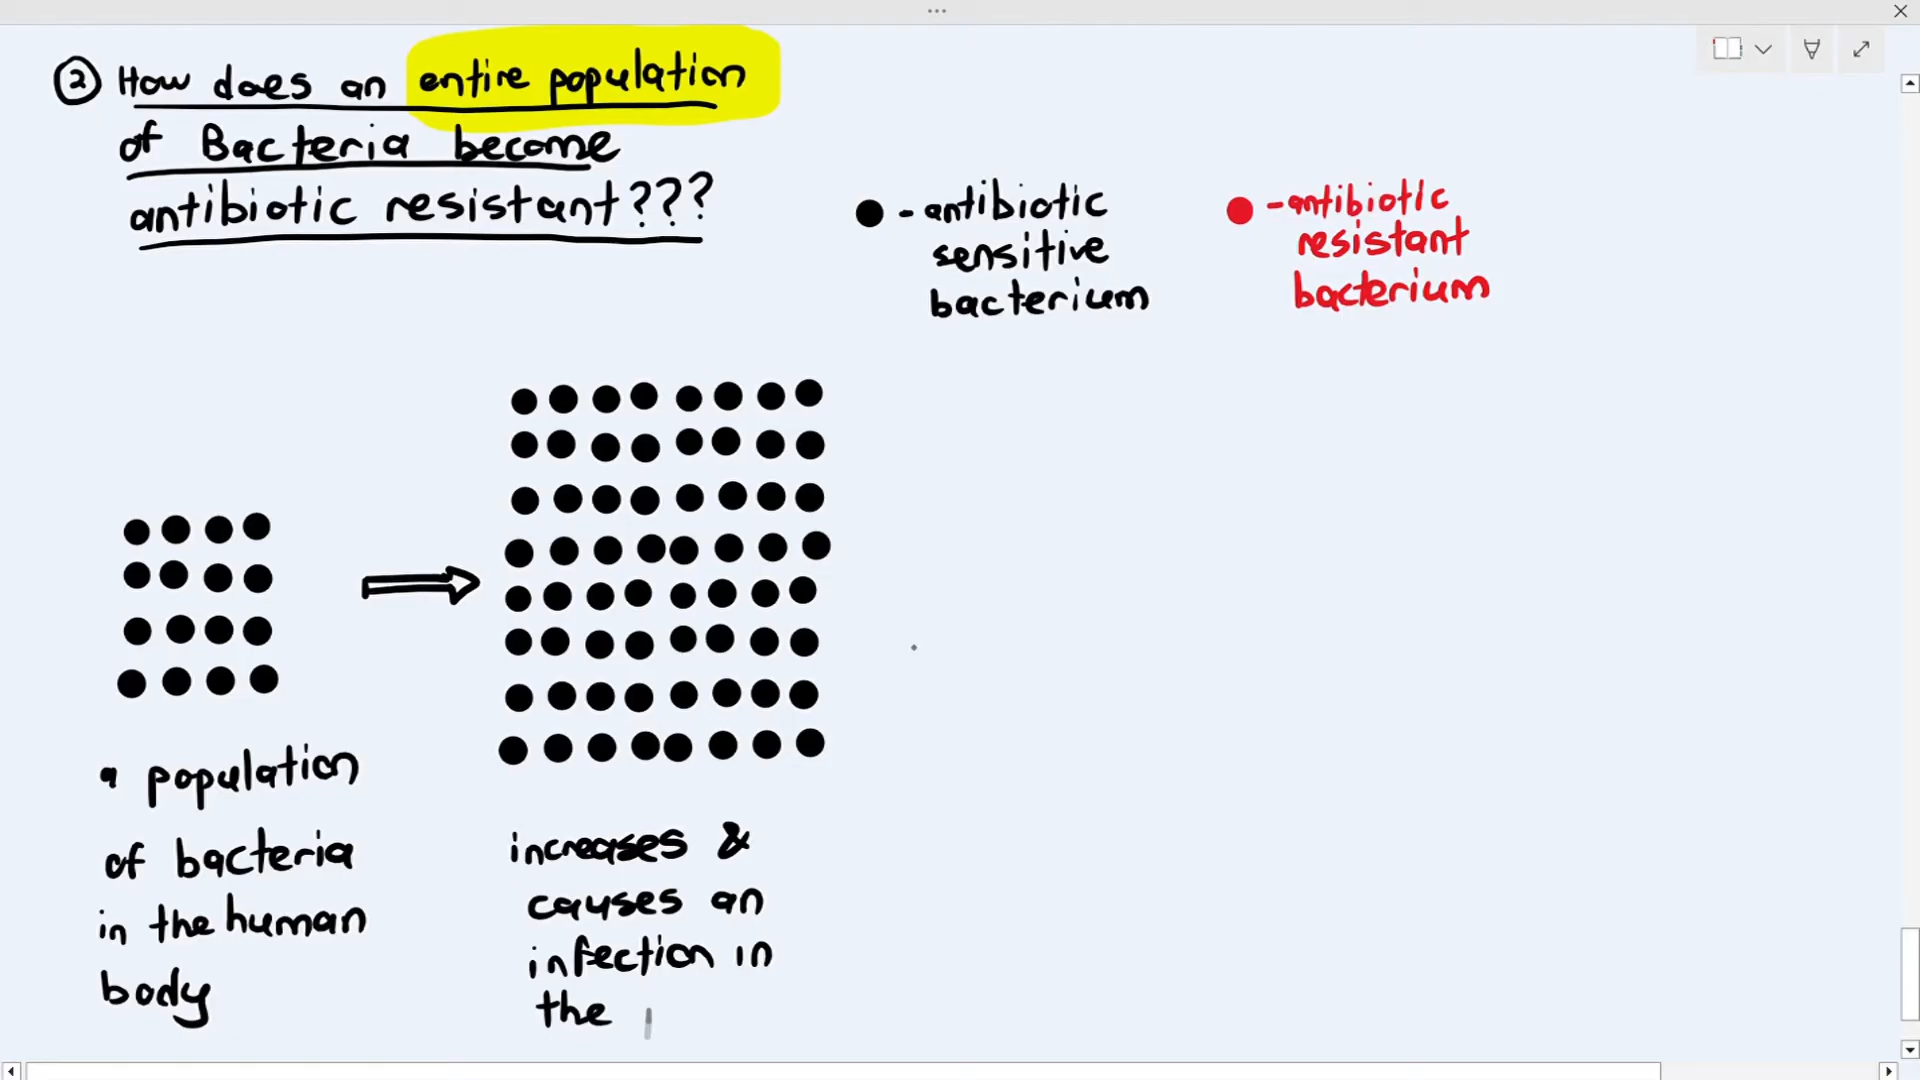 ② How does an entire population
of Bacteria become
antibiotic resistant???
- antibiotic
sensitive
bacterium
- antibiotic
resistant
bacterium
a population
of bacteria
in the human
body
increases &
causes an
infection in
the